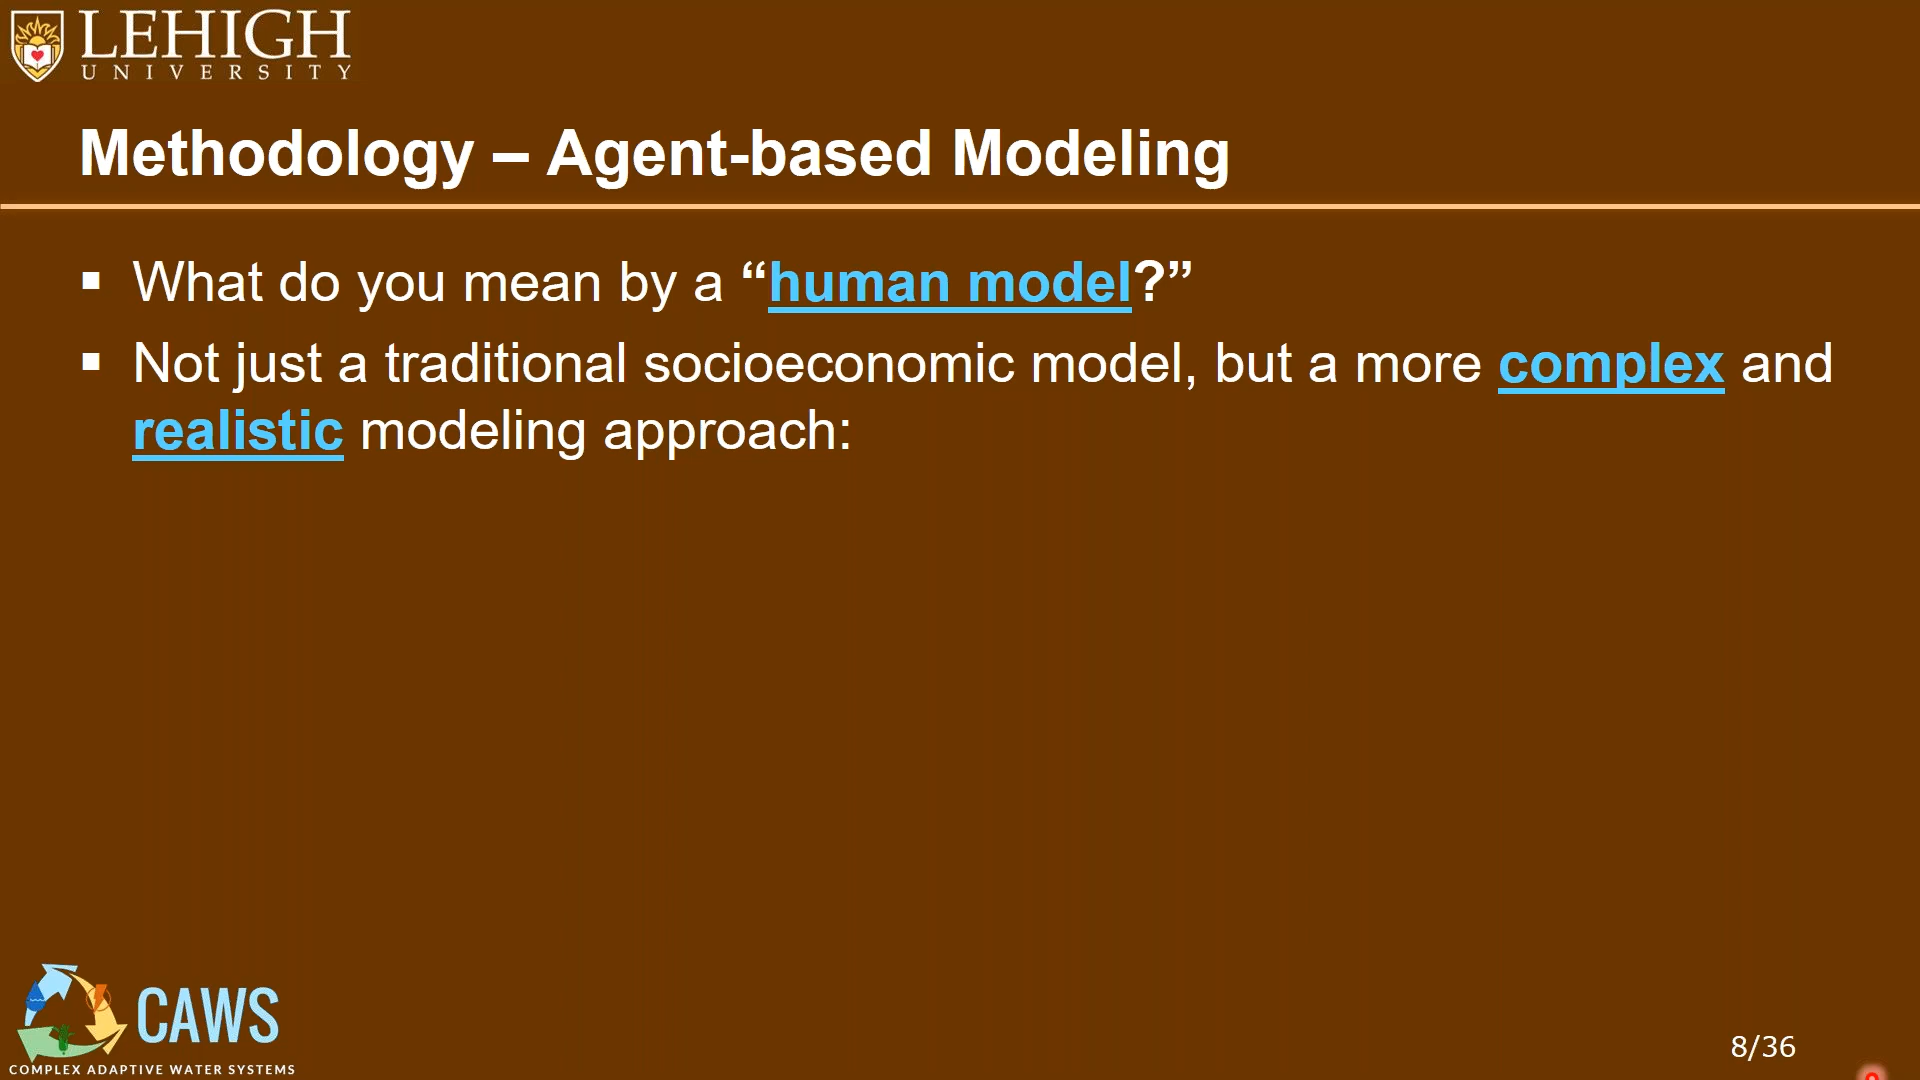 LEHIGH
UNIVERSITY
Methodology – Agent-based Modeling
▪ What do you mean by a “human model?”
▪ Not just a traditional socioeconomic model, but a more complex and
realistic modeling approach:
CAWS
COMPLEX ADAPTIVE WATER SYSTEMS
8/36